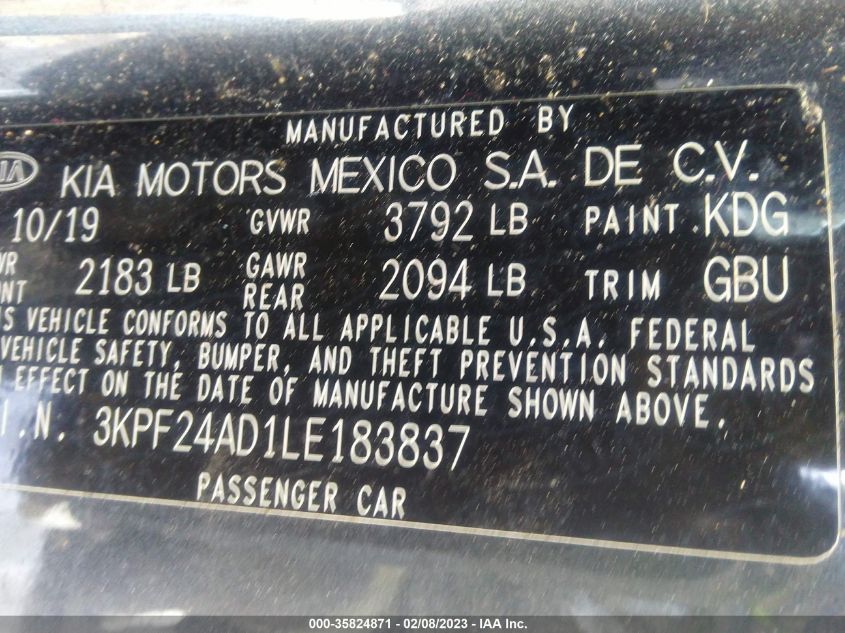 MANUFACTURED BY
KIA MOTORS MEXICO S.A. DE C.V.
10/19 GVWR 3792 LB PAINT KDG
2183 LB GAWR REAR 2094 LB TRIM GBU
VEHICLE CONFORMS TO ALL APPLICABLE U.S.A. FEDERAL
VEHICLE SAFETY, BUMPER, AND THEFT PREVENTION STANDARDS
EFFECT ON THE DATE OF MANUFACTURE SHOWN ABOVE.
I.N. 3KPF24AD1LE183837
PASSENGER CAR
000-35824871 - 02/08/2023 - IAA Inc.